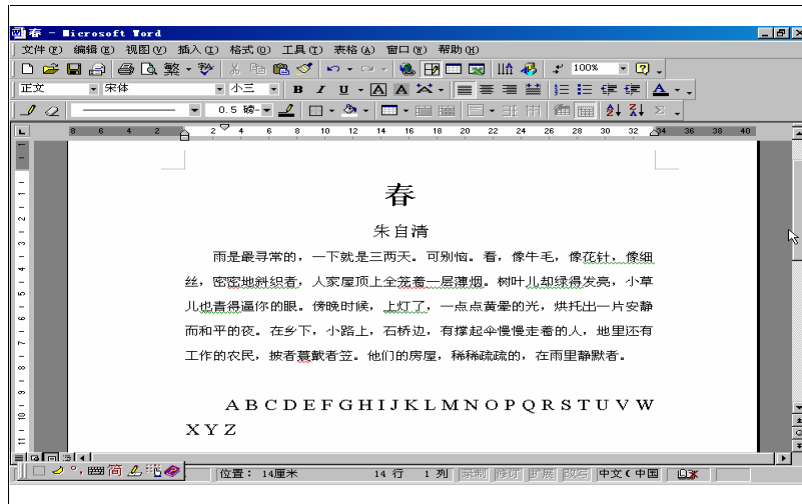 春 - Microsoft Word
文件(F) 编辑(E) 视图(V) 插入(I) 格式(O) 工具(T) 表格(A) 窗口(W) 帮助(H)
繁 100%
正文 宋体 小三 B I U A A A
0.5 磅
8 6 4 2 2 4 6 8 10 12 14 16 18 20 22 24 26 28 30 32 34 36 38 40
春
朱自清
雨是最寻常的，一下就是三两天。可别恼。看，像牛毛，像花针，像细
丝，密密地斜织者，人家屋顶上全笼着一层薄烟。树叶儿却绿得发亮，小草
儿也青得逼你的眼。傍晚时候，上灯了，一点点黄晕的光，烘托出一片安静
而和平的夜。在乡下，小路上，石桥边，有撑起伞慢慢走着的人，地里还有
工作的农民，披者蓑戴者笠。他们的房屋，稀稀疏疏的，在雨里静默者。
A B C D E F G H I J K L M N O P Q R S T U V W
X Y Z
简 位置： 14厘米 14 行 1 列 录制 修订 扩展 改写 中文(中国